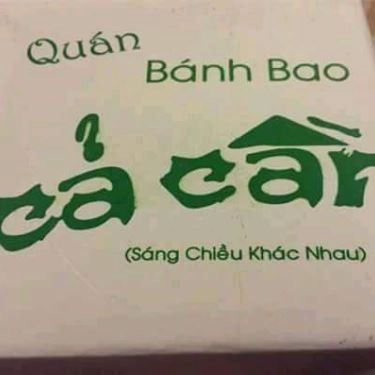 Quán
Bánh Bao
cả cần
(Sáng Chiều Khác Nhau)